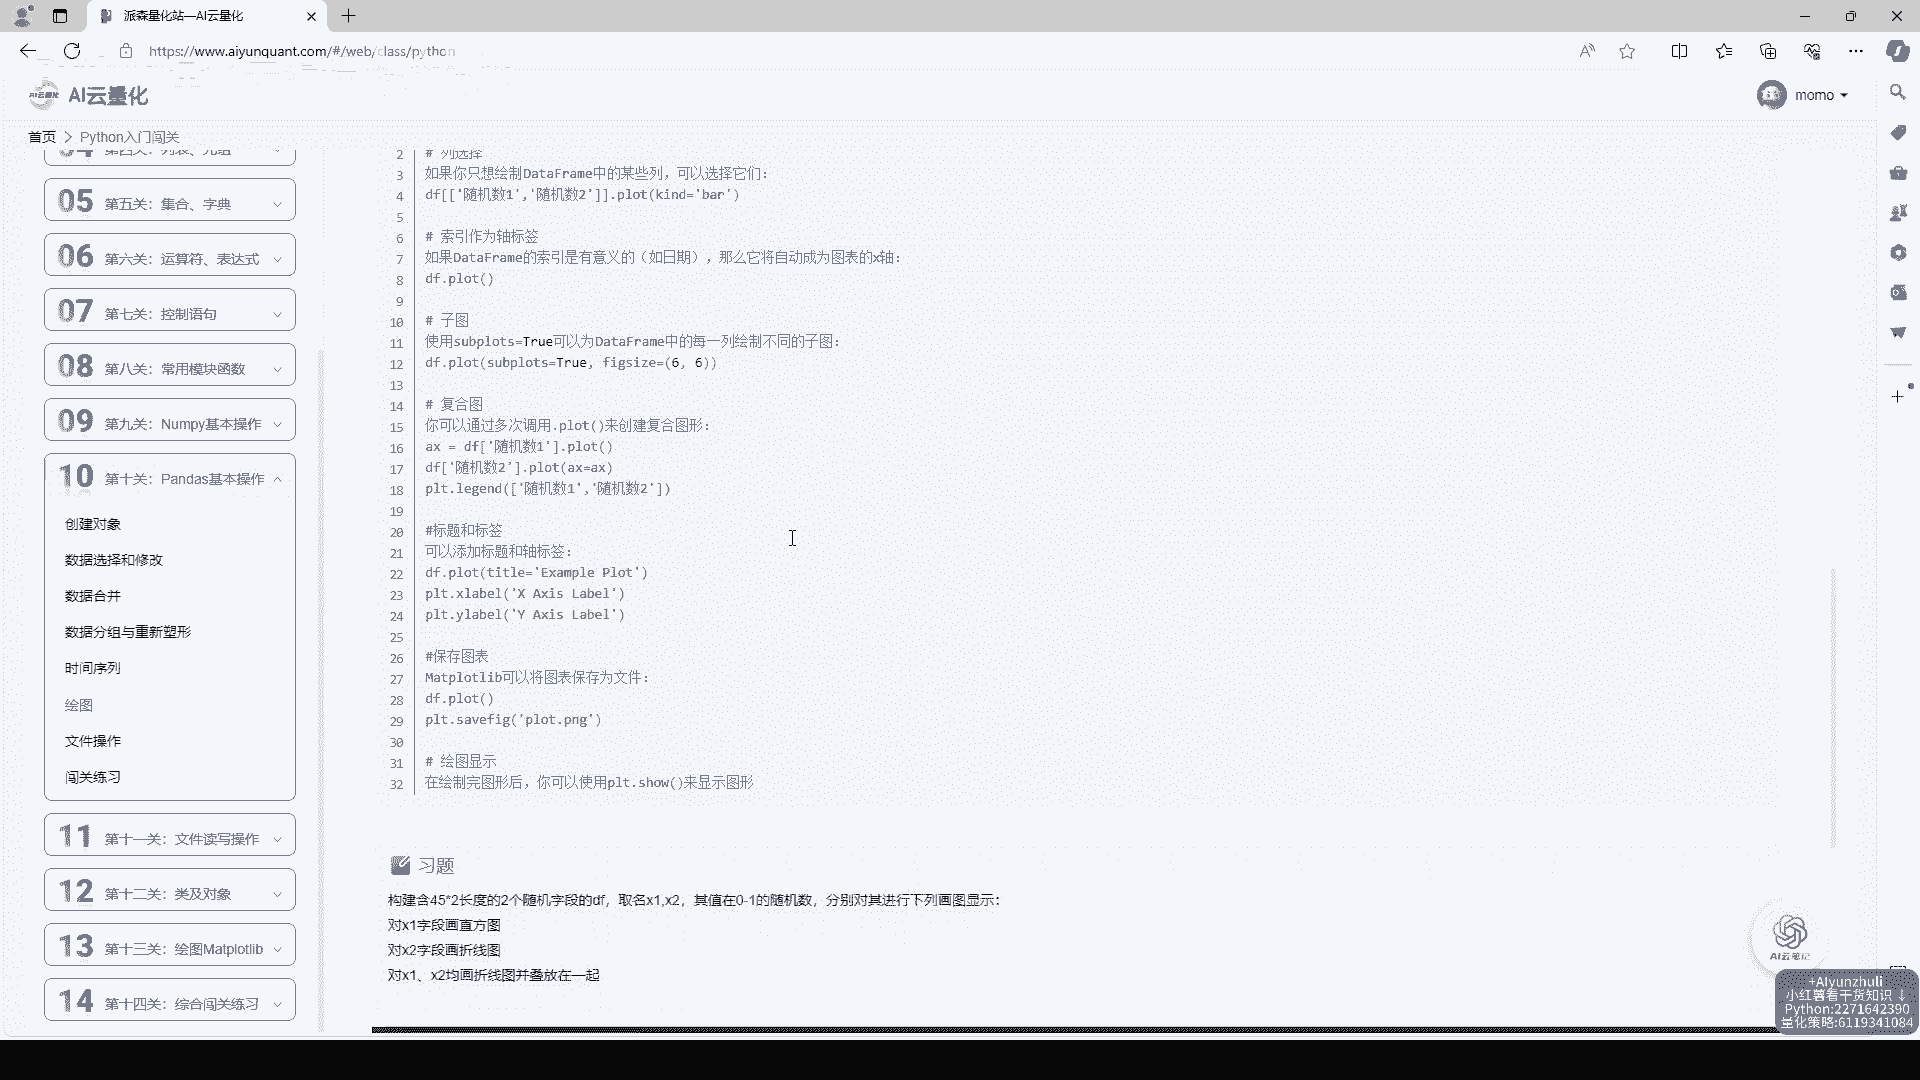 派森量化站—AI云量化
https://www.aiyunquant.com/#/web/class/python
AI云量化
momo
首页 > Python入门闯关
04 第四关：列表、元组
05 第五关：集合、字典
06 第六关：运算符、表达式
07 第七关：控制语句
08 第八关：常用模块函数
09 第九关：Numpy基本操作
10 第十关：Pandas基本操作
创建对象
数据选择和修改
数据合并
数据分组与重新塑形
时间序列
绘图
文件操作
闯关练习
11 第十一关：文件读写操作
12 第十二关：类及对象
13 第十三关：绘图Matplotlib
14 第十四关：综合闯关练习
2 # 列选择
3 如果你只想绘制DataFrame中的某些列，可以选择它们：
4 df[['随机数1','随机数2']].plot(kind='bar')
5
6 # 索引作为轴标签
7 如果DataFrame的索引是有意义的（如日期），那么它将自动成为图表的x轴：
8 df.plot()
9
10 # 子图
11 使用subplots=True可以为DataFrame中的每一列绘制不同的子图：
12 df.plot(subplots=True, figsize=(6, 6))
13
14 # 复合图
15 你可以通过多次调用.plot()来创建复合图形：
16 ax = df['随机数1'].plot()
17 df['随机数2'].plot(ax=ax)
18 plt.legend(['随机数1','随机数2'])
19
20 #标题和标签
21 可以添加标题和轴标签：
22 df.plot(title='Example Plot')
23 plt.xlabel('X Axis Label')
24 plt.ylabel('Y Axis Label')
25
26 #保存图表
27 Matplotlib可以将图表保存为文件：
28 df.plot()
29 plt.savefig('plot.png')
30
31 # 绘图显示
32 在绘制完图形后，你可以使用plt.show()来显示图形
习题
构建含45*2长度的2个随机字段的df，取名x1,x2，其值在0-1的随机数，分别对其进行下列画图显示：
对x1字段画直方图
对x2字段画折线图
对x1、x2均画折线图并叠放在一起
AI云笔记
+AIyunzhuli
小红薯看干货知识 ↓
Python:2271642390
量化策略:6119341084